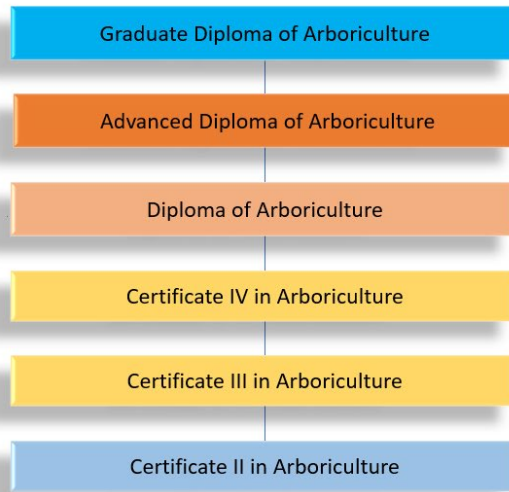 Graduate Diploma of Arboriculture
Advanced Diploma of Arboriculture
Diploma of Arboriculture
Certificate IV in Arboriculture
Certificate III in Arboriculture
Certificate II in Arboriculture